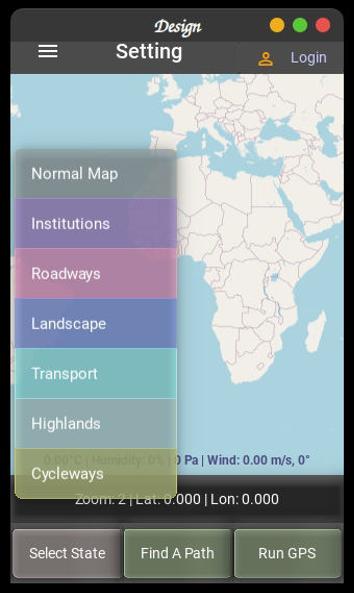 Design
Setting
Login
Normal Map
Institutions
Roadways
Landscape
Transport
Highlands
0.00°C | Humidity: 0% | 0 Pa | Wind: 0.00 m/s, 0°
Cycleways
Zoom: 2 | Lat: 0.000 | Lon: 0.000
Select State
Find A Path
Run GPS